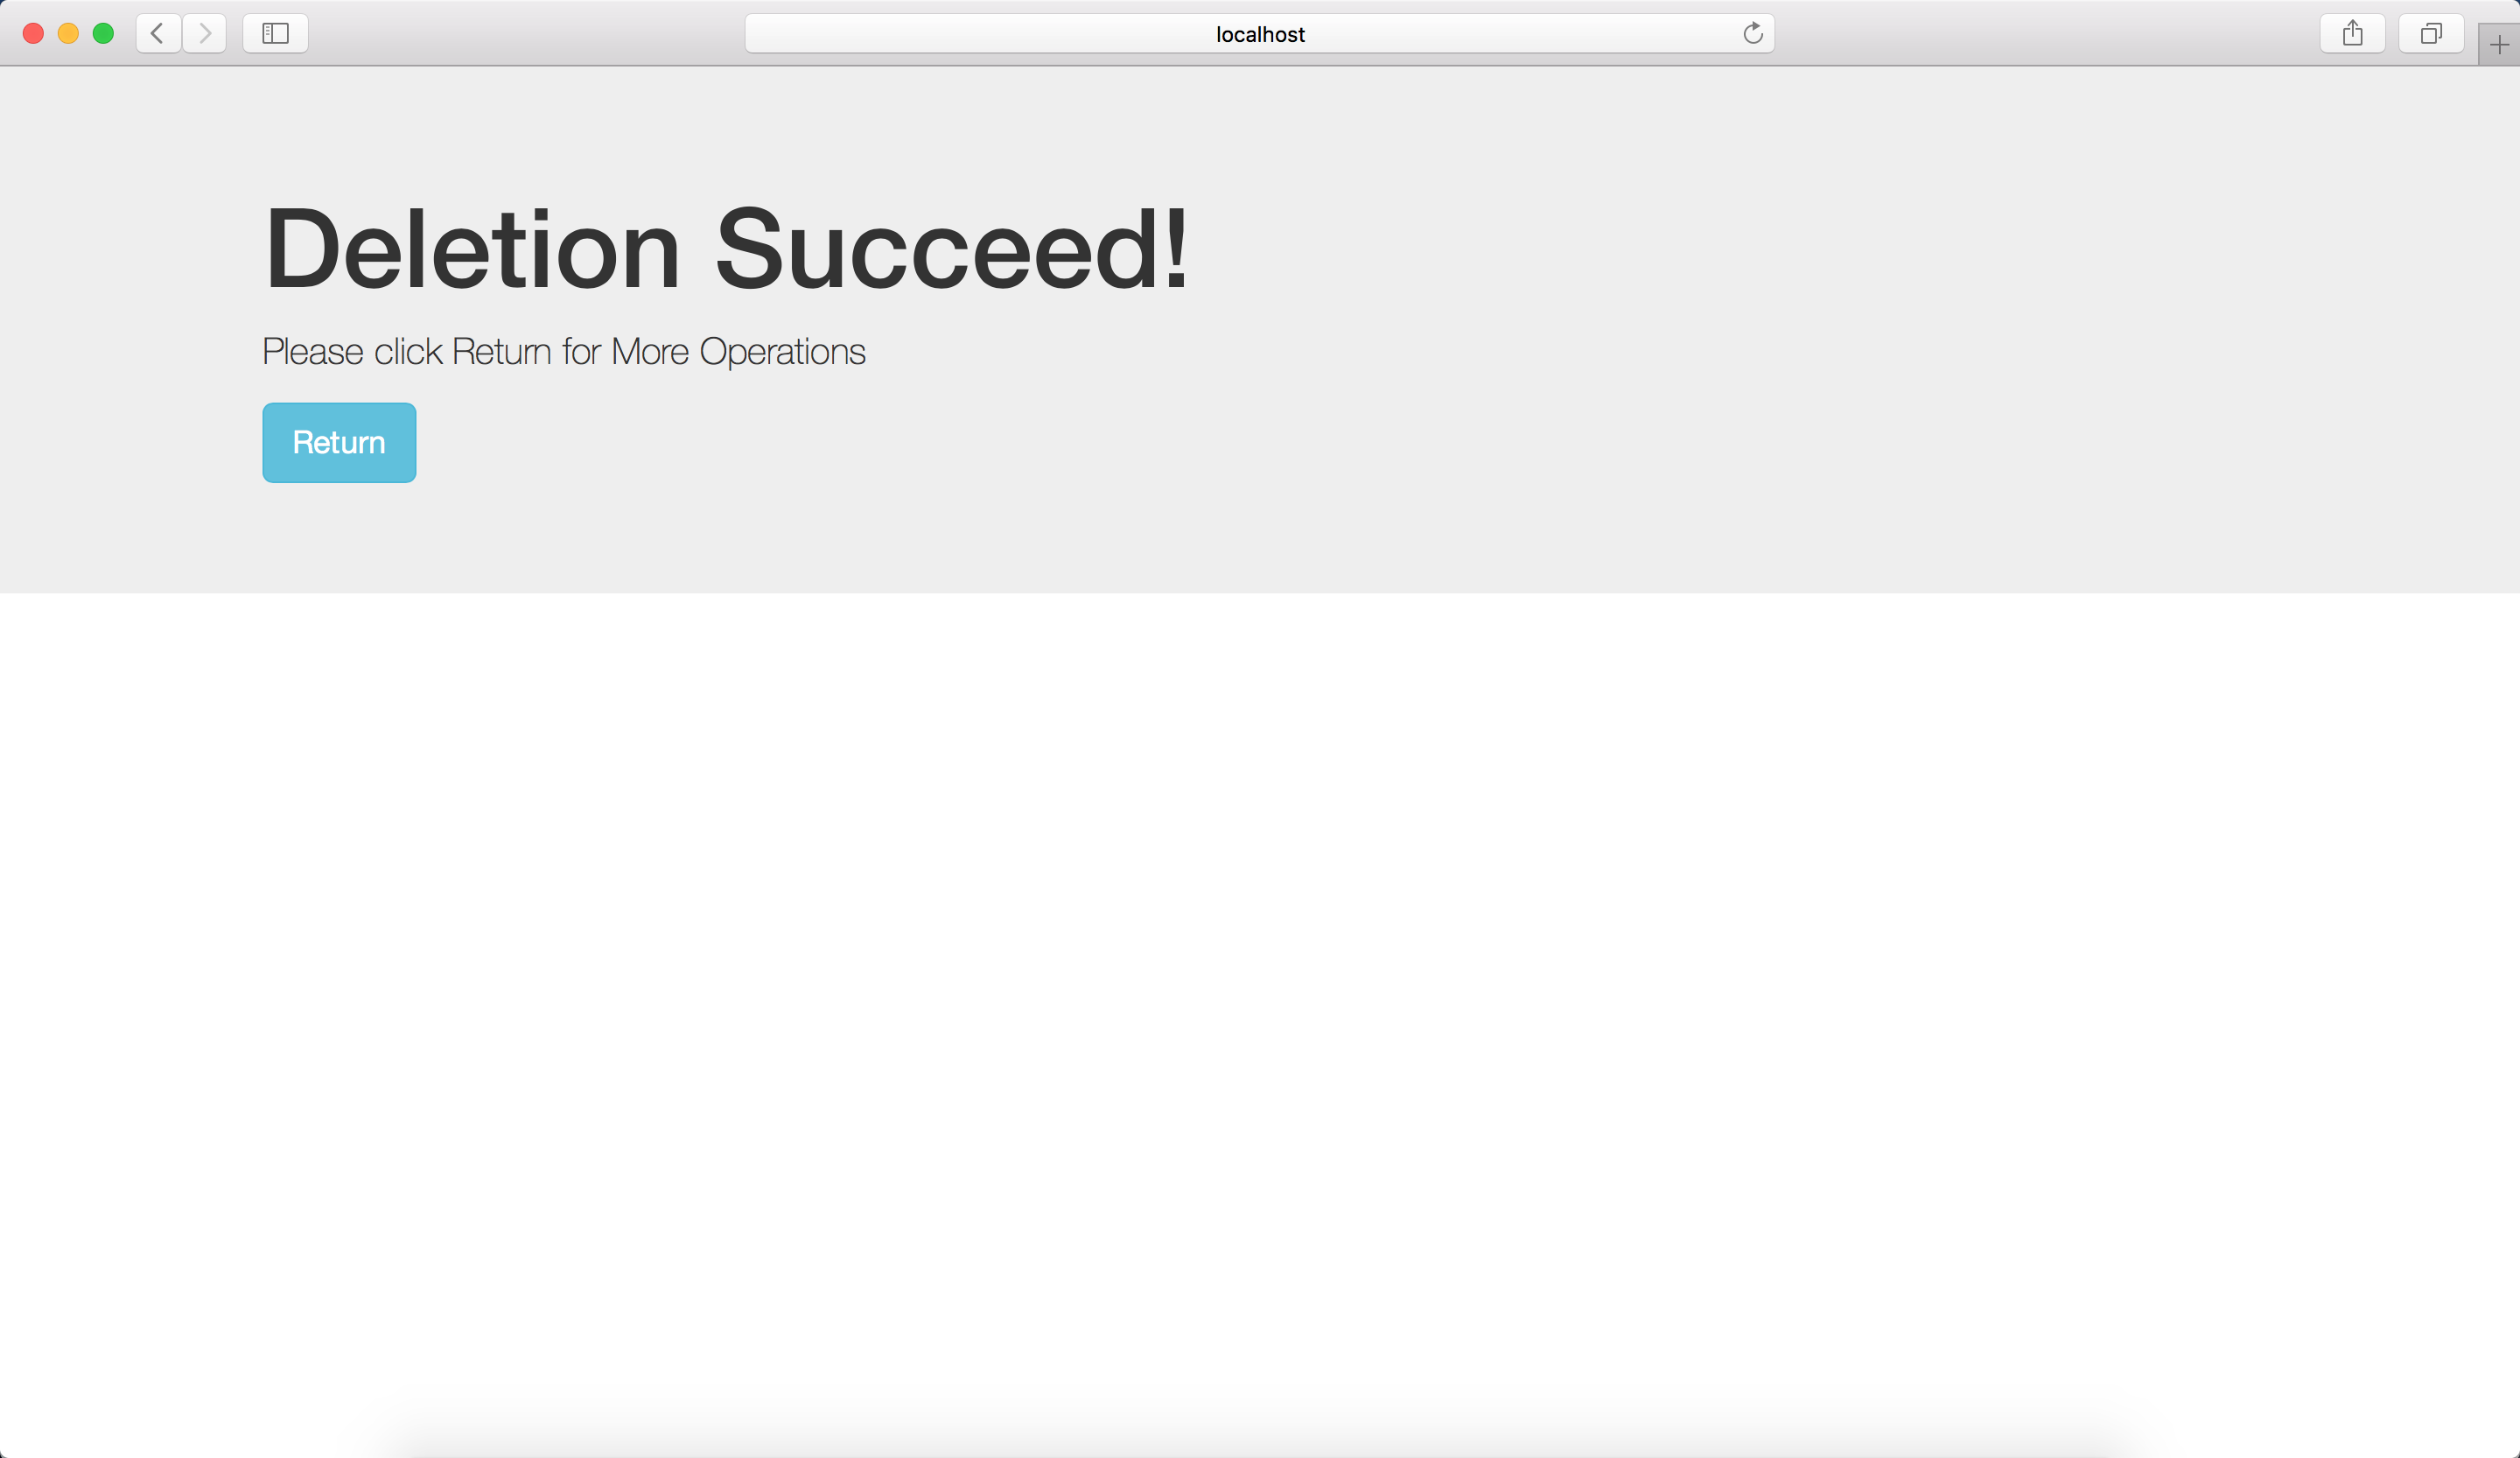 localhost
Deletion Succeed!
Please click Return for More Operations
Return